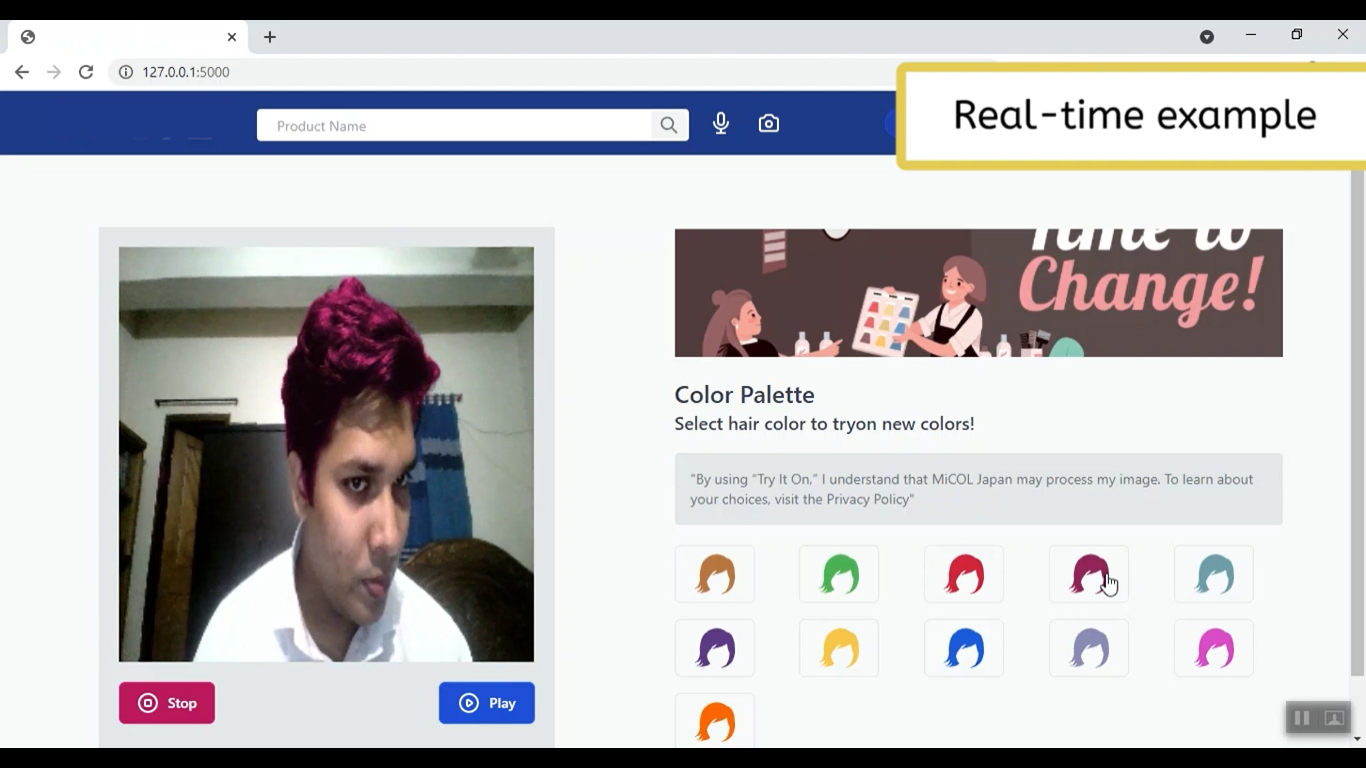 127.0.0.1:5000
Real-time example
Product Name
Time to
Change!
Color Palette
Select hair color to tryon new colors!
"By using “Try It On,” I understand that MiCOL Japan may process my image. To learn about
your choices, visit the Privacy Policy"
Stop
Play